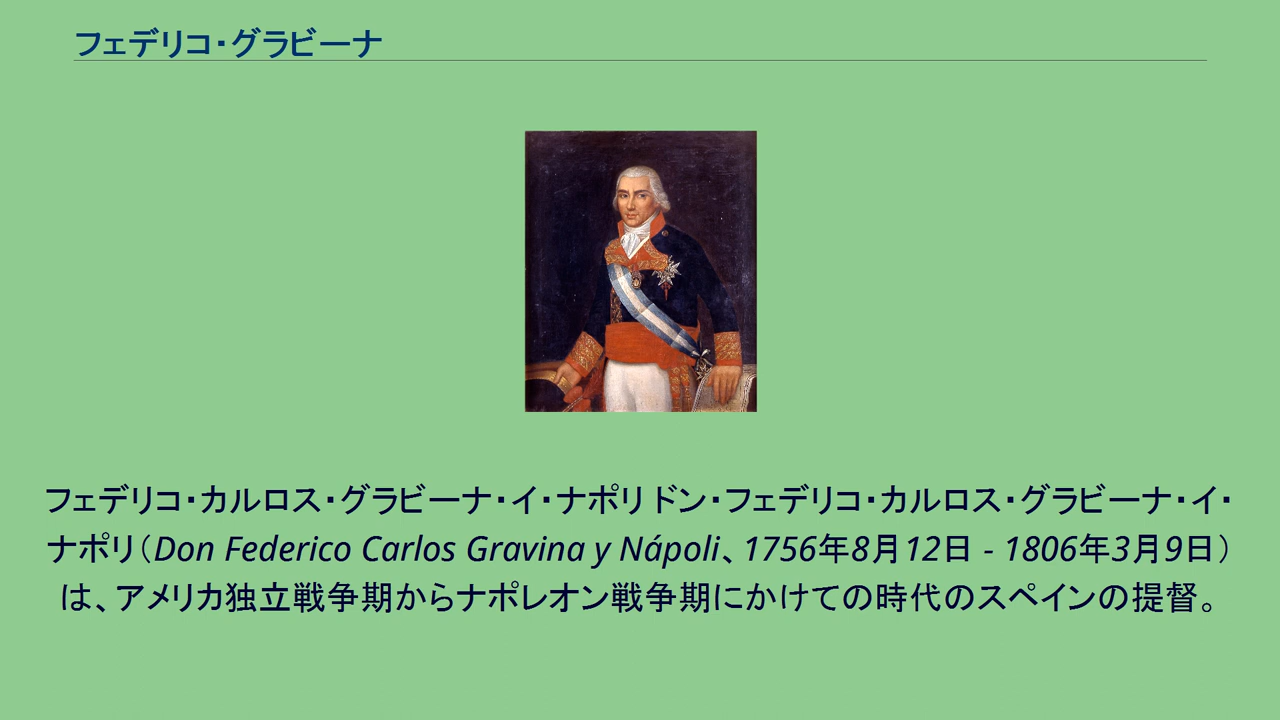 フェデリコ・グラビーナ
フェデリコ・カルロス・グラビーナ・イ・ナポリ ドン・フェデリコ・カルロス・グラビーナ・イ・
ナポリ（Don Federico Carlos Gravina y Nápoli、1756年8月12日 - 1806年3月9日）
は、アメリカ独立戦争期からナポレオン戦争期にかけての時代のスペインの提督。